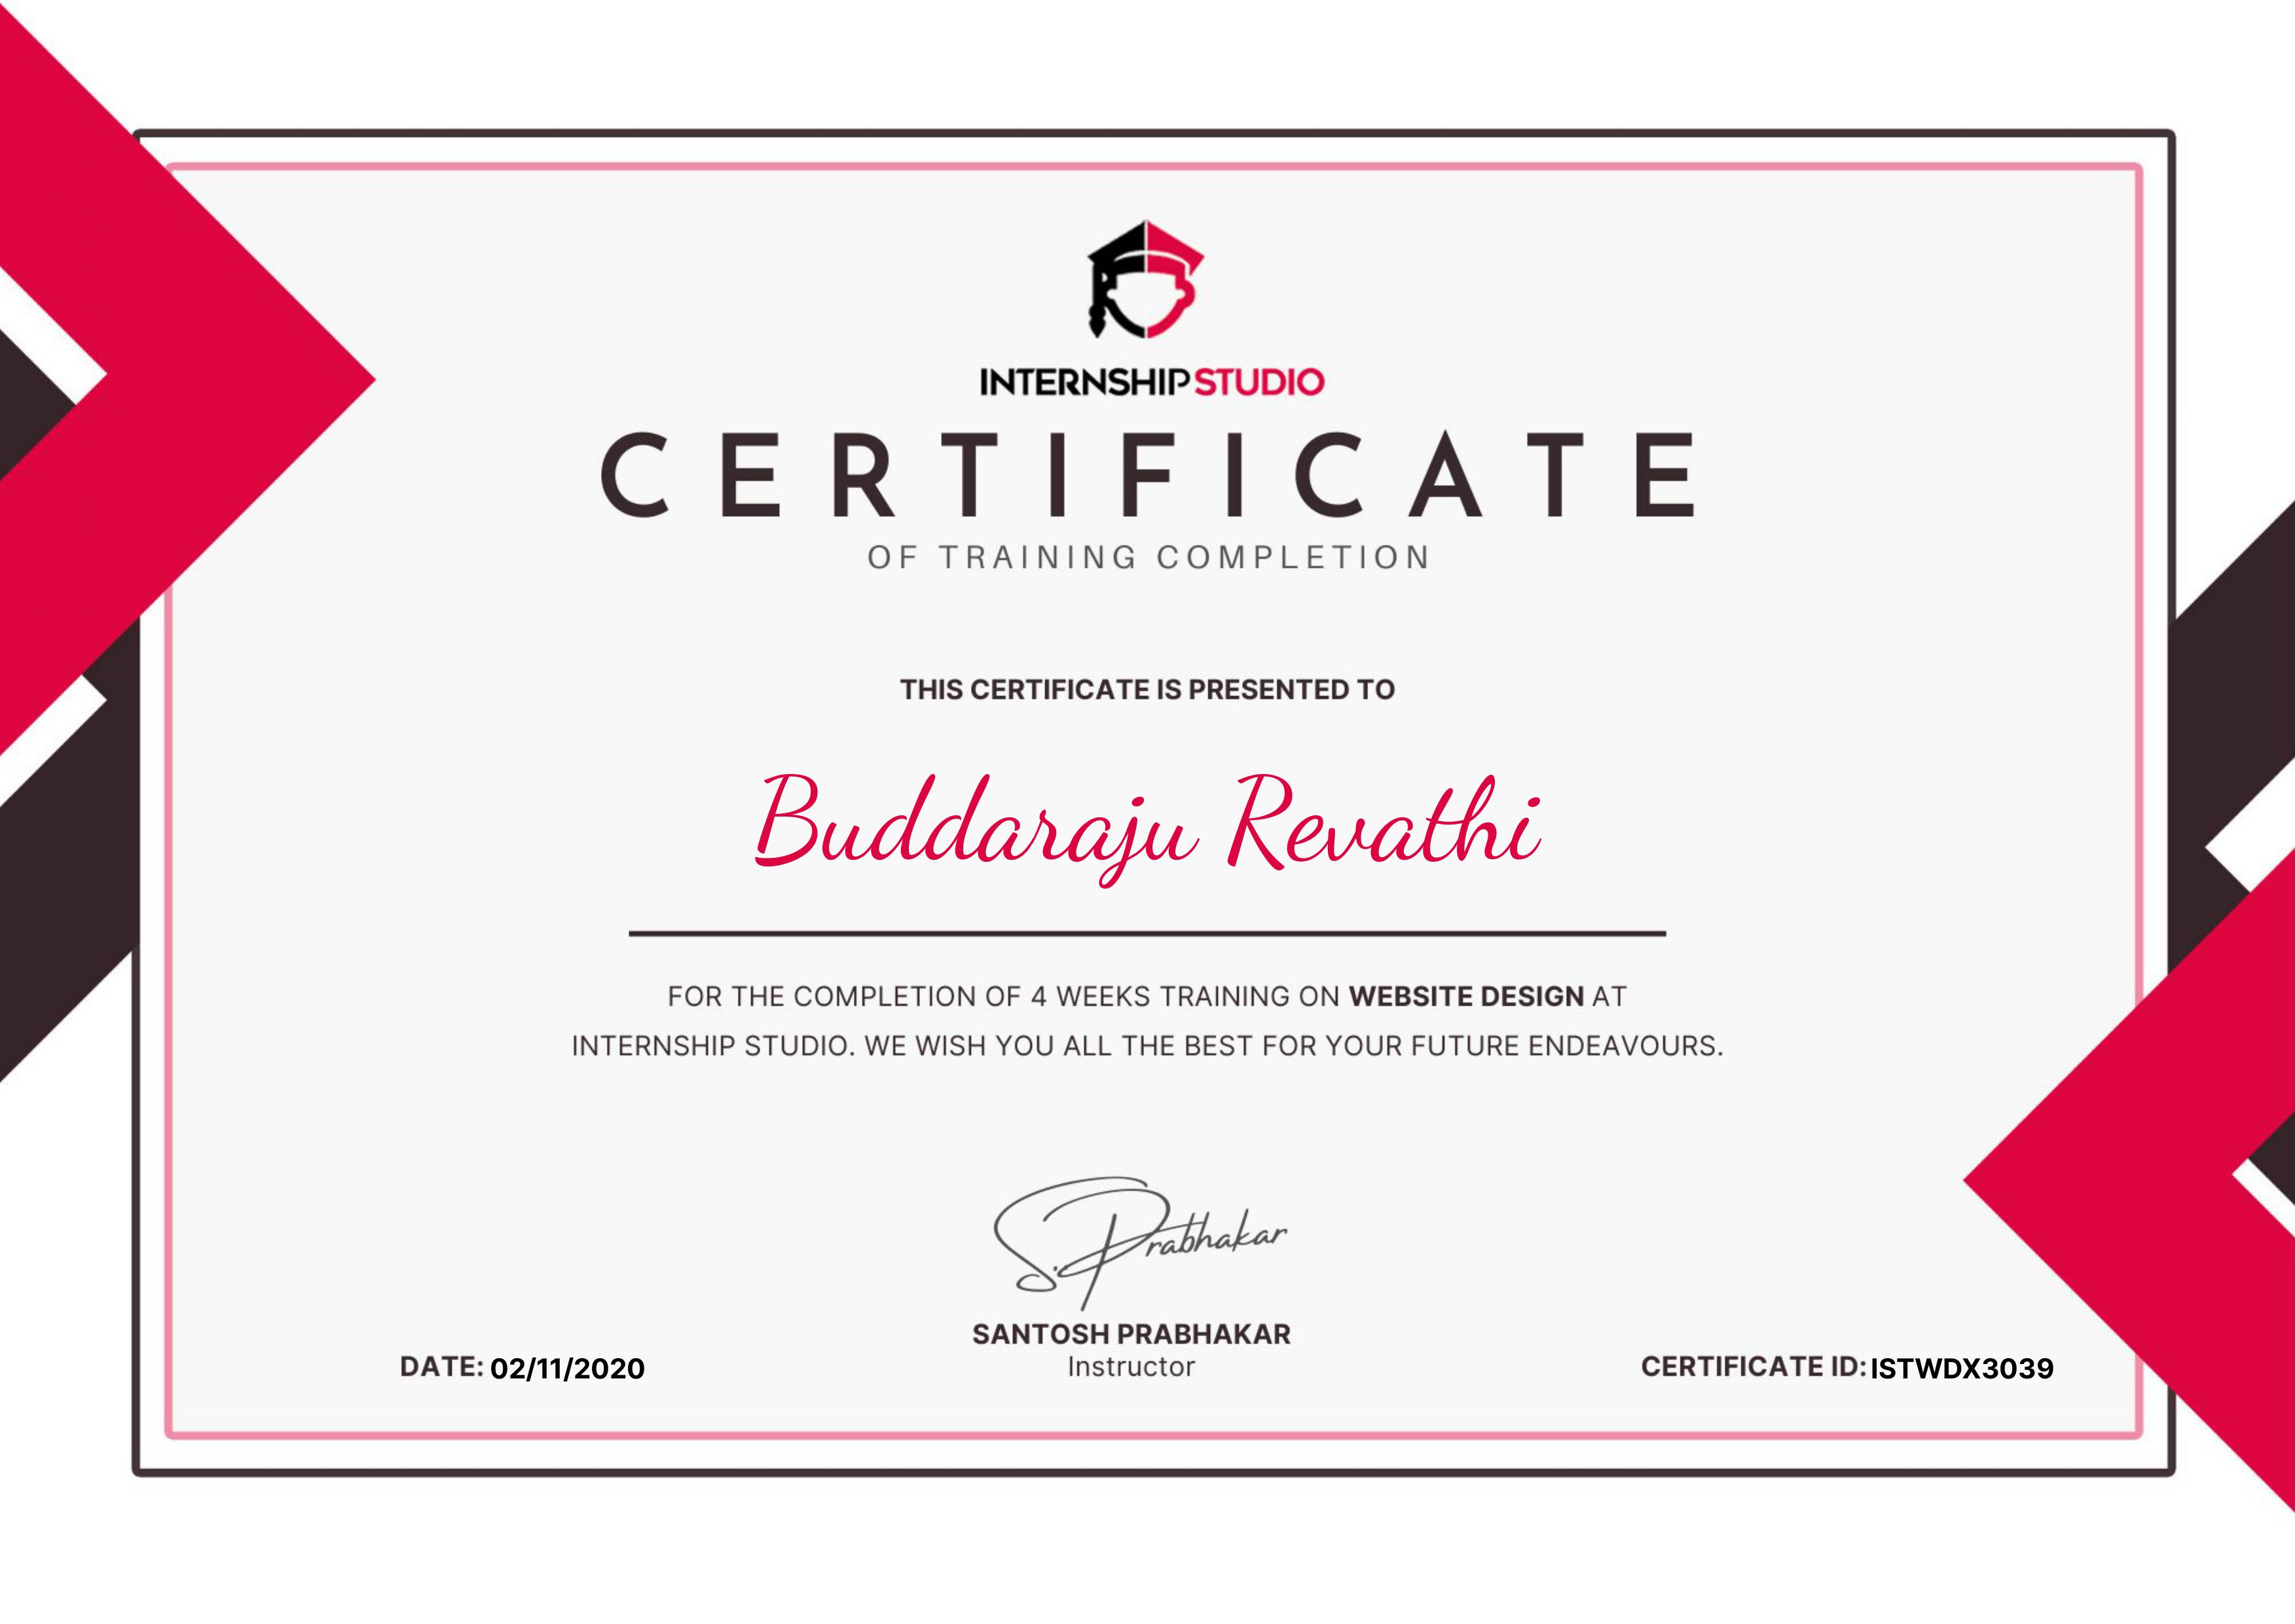 INTERNSHIPSTUDIO
CERTIFICATE
OF TRAINING COMPLETION
THIS CERTIFICATE IS PRESENTED TO
Buddaraju Revathi
FOR THE COMPLETION OF 4 WEEKS TRAINING ON WEBSITE DESIGN AT
INTERNSHIP STUDIO. WE WISH YOU ALL THE BEST FOR YOUR FUTURE ENDEAVOURS.
S.Prabhakar
SANTOSH PRABHAKAR
Instructor
DATE: 02/11/2020
CERTIFICATE ID: ISTWDX3039